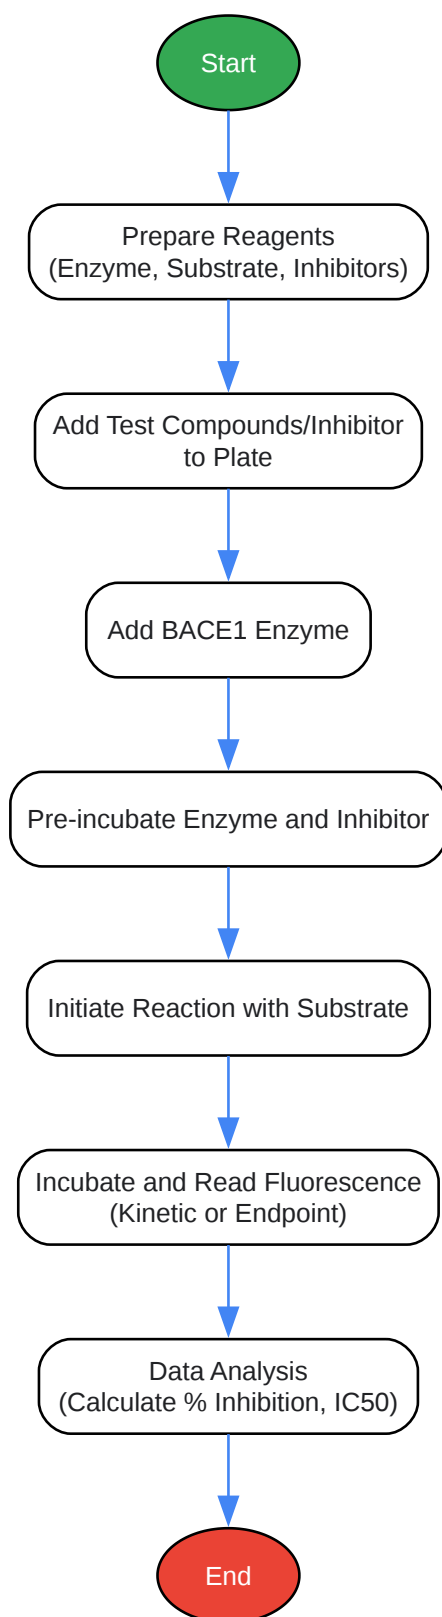 Start
Prepare Reagents
(Enzyme, Substrate, Inhibitors)
Add Test Compounds/Inhibitor
to Plate
Add BACE1 Enzyme
Pre-incubate Enzyme and Inhibitor
Initiate Reaction with Substrate
Incubate and Read Fluorescence
(Kinetic or Endpoint)
Data Analysis
(Calculate % Inhibition, IC50)
End